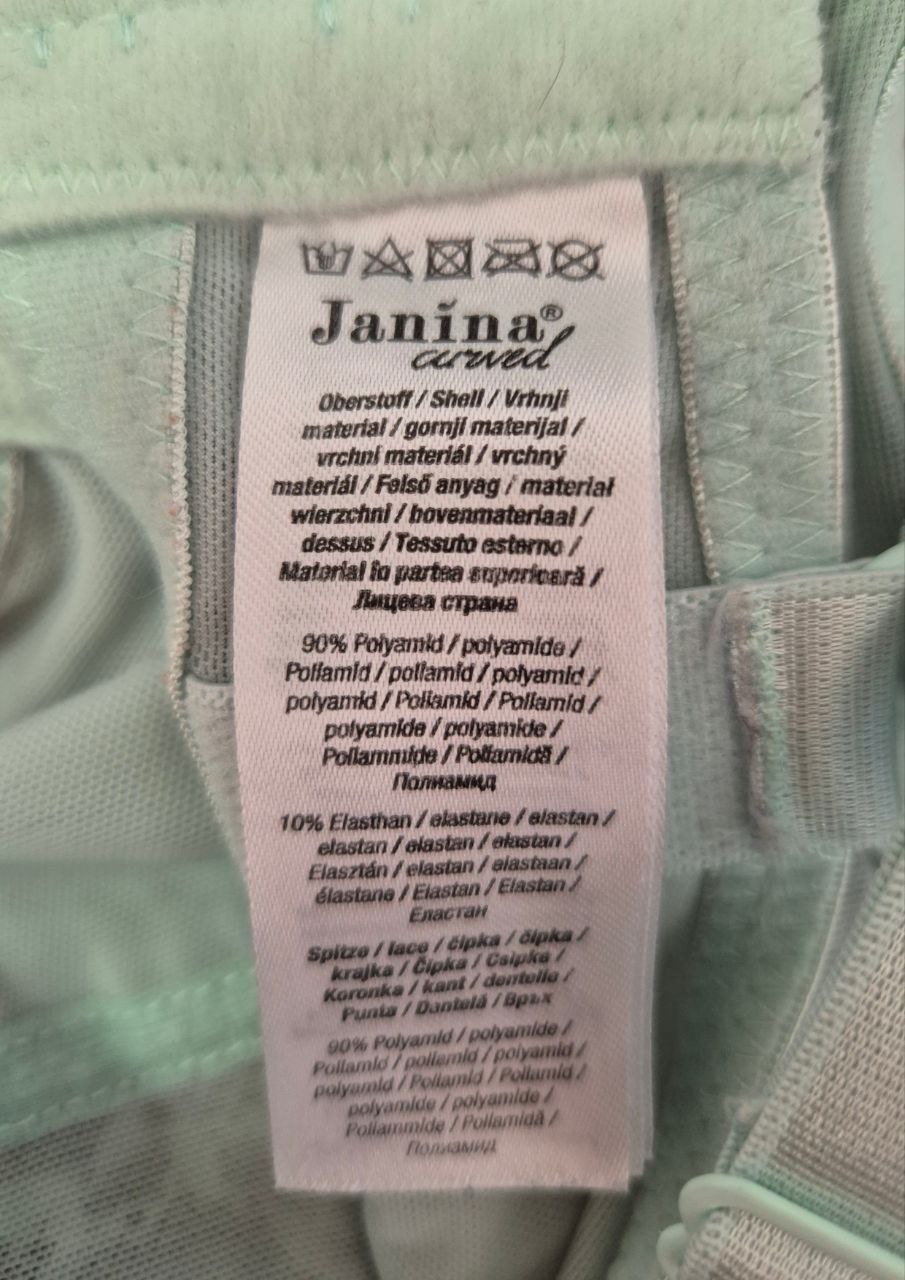 Janina®
curved
Oberstoff / Shell / Vrhnji
material / gornji materijal /
vrchní materiál / vrchný
materiál / Felső anyag / materiał
wierzchni / bovenmateriaal /
dessus / Tessuto esterno /
Material în partea superioară /
Лицева страна
90% Polyamid / polyamide /
Poliamid / poliamid / polyamid /
polyamid / Poliamid / Poliamid /
polyamide / polyamide /
Poliammide / Poliamidă /
Полиамид
10% Elasthan / elastane / elastan /
elastan / elastan / elastan /
Elasztán / elastan / elastaan /
élastane / Elastan / Elastan /
Еластан
Spitze / lace / čipka / čipka /
krajka / Čipka / Csipke /
Koronka / kant / dentelle /
Punta / Dantelă / Връх
90% Polyamid / polyamide /
Poliamid / poliamid / polyamid /
polyamid / Poliamid / Poliamid /
polyamide / polyamide /
Poliammide / Poliamidă /
Полиамид